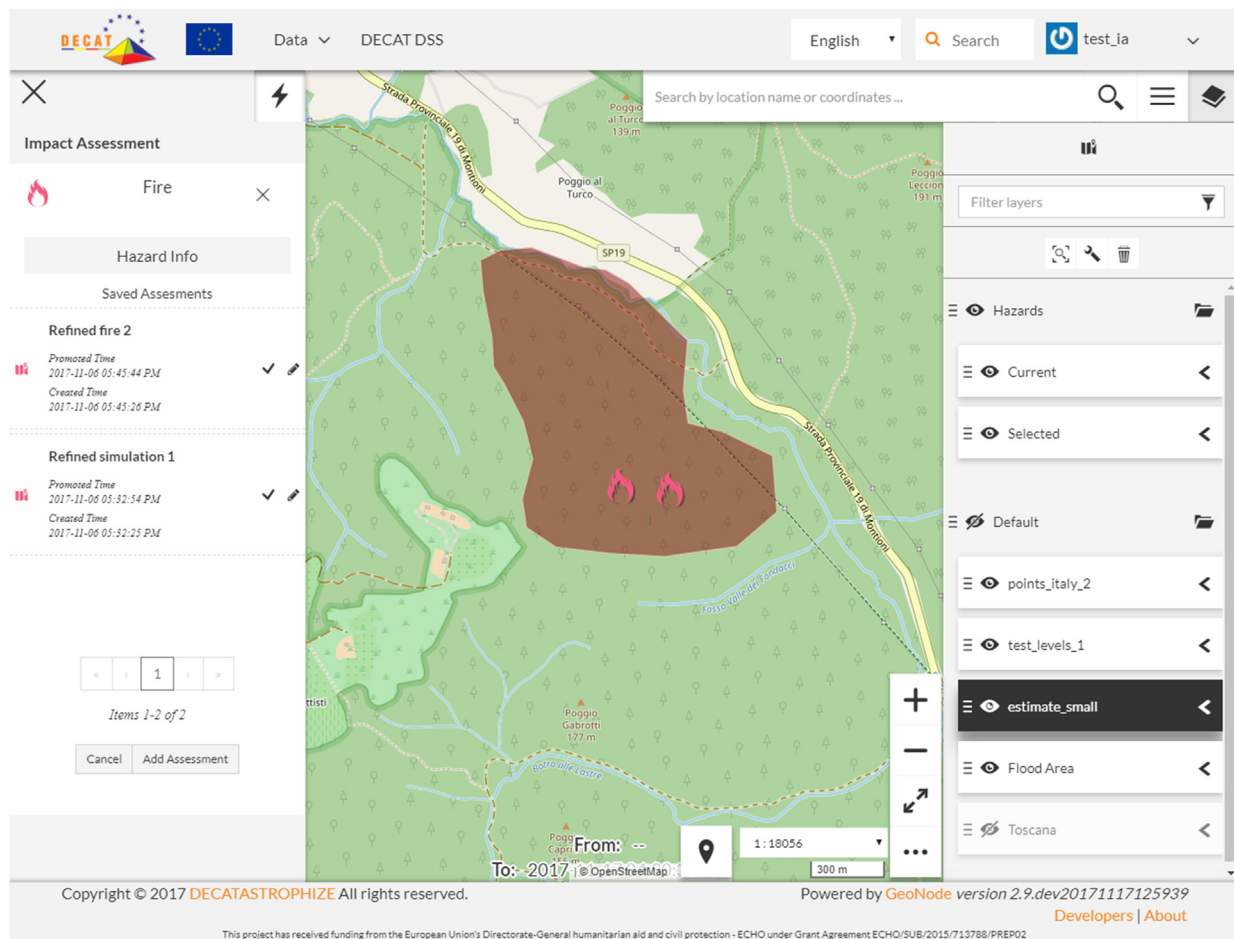 DECAT
Data
DECAT DSS
English
Search
test_ia
Search by location name or coordinates ...
Impact Assessment
Fire
Hazard Info
Saved Assesments
Refined fire 2
Promoted Time
2017-11-06 05:45:44 PM
Created Time
2017-11-06 05:45:26 PM
Refined simulation 1
Promoted Time
2017-11-06 05:32:54 PM
Created Time
2017-11-06 05:32:25 PM
« ‹ 1 › »
Items 1-2 of 2
Cancel
Add Assessment
Strada Provinciale 19 di Montioni
Poggio
al Turco
139 m
Poggio al
Turco
Poggio
Leccion
191 m
SP19
Strada Provinciale 19 di Montioni
Fosso Valle dei Fondacci
ttisti
Poggio
Gabrotti
177 m
Botro alle Lastre
Pogg
Capri
From: --
To: 2017
© OpenStreetMap
1 : 18056
300 m
Filter layers
Hazards
Current
Selected
Default
points_italy_2
test_levels_1
estimate_small
Flood Area
Toscana
Copyright © 2017 DECATASTROPHIZE All rights reserved.
Powered by GeoNode version 2.9.dev20171117125939
Developers | About
This project has received funding from the European Union's Directorate-General humanitarian aid and civil protection - ECHO under Grant Agreement ECHO/SUB/2015/713788/PREP02